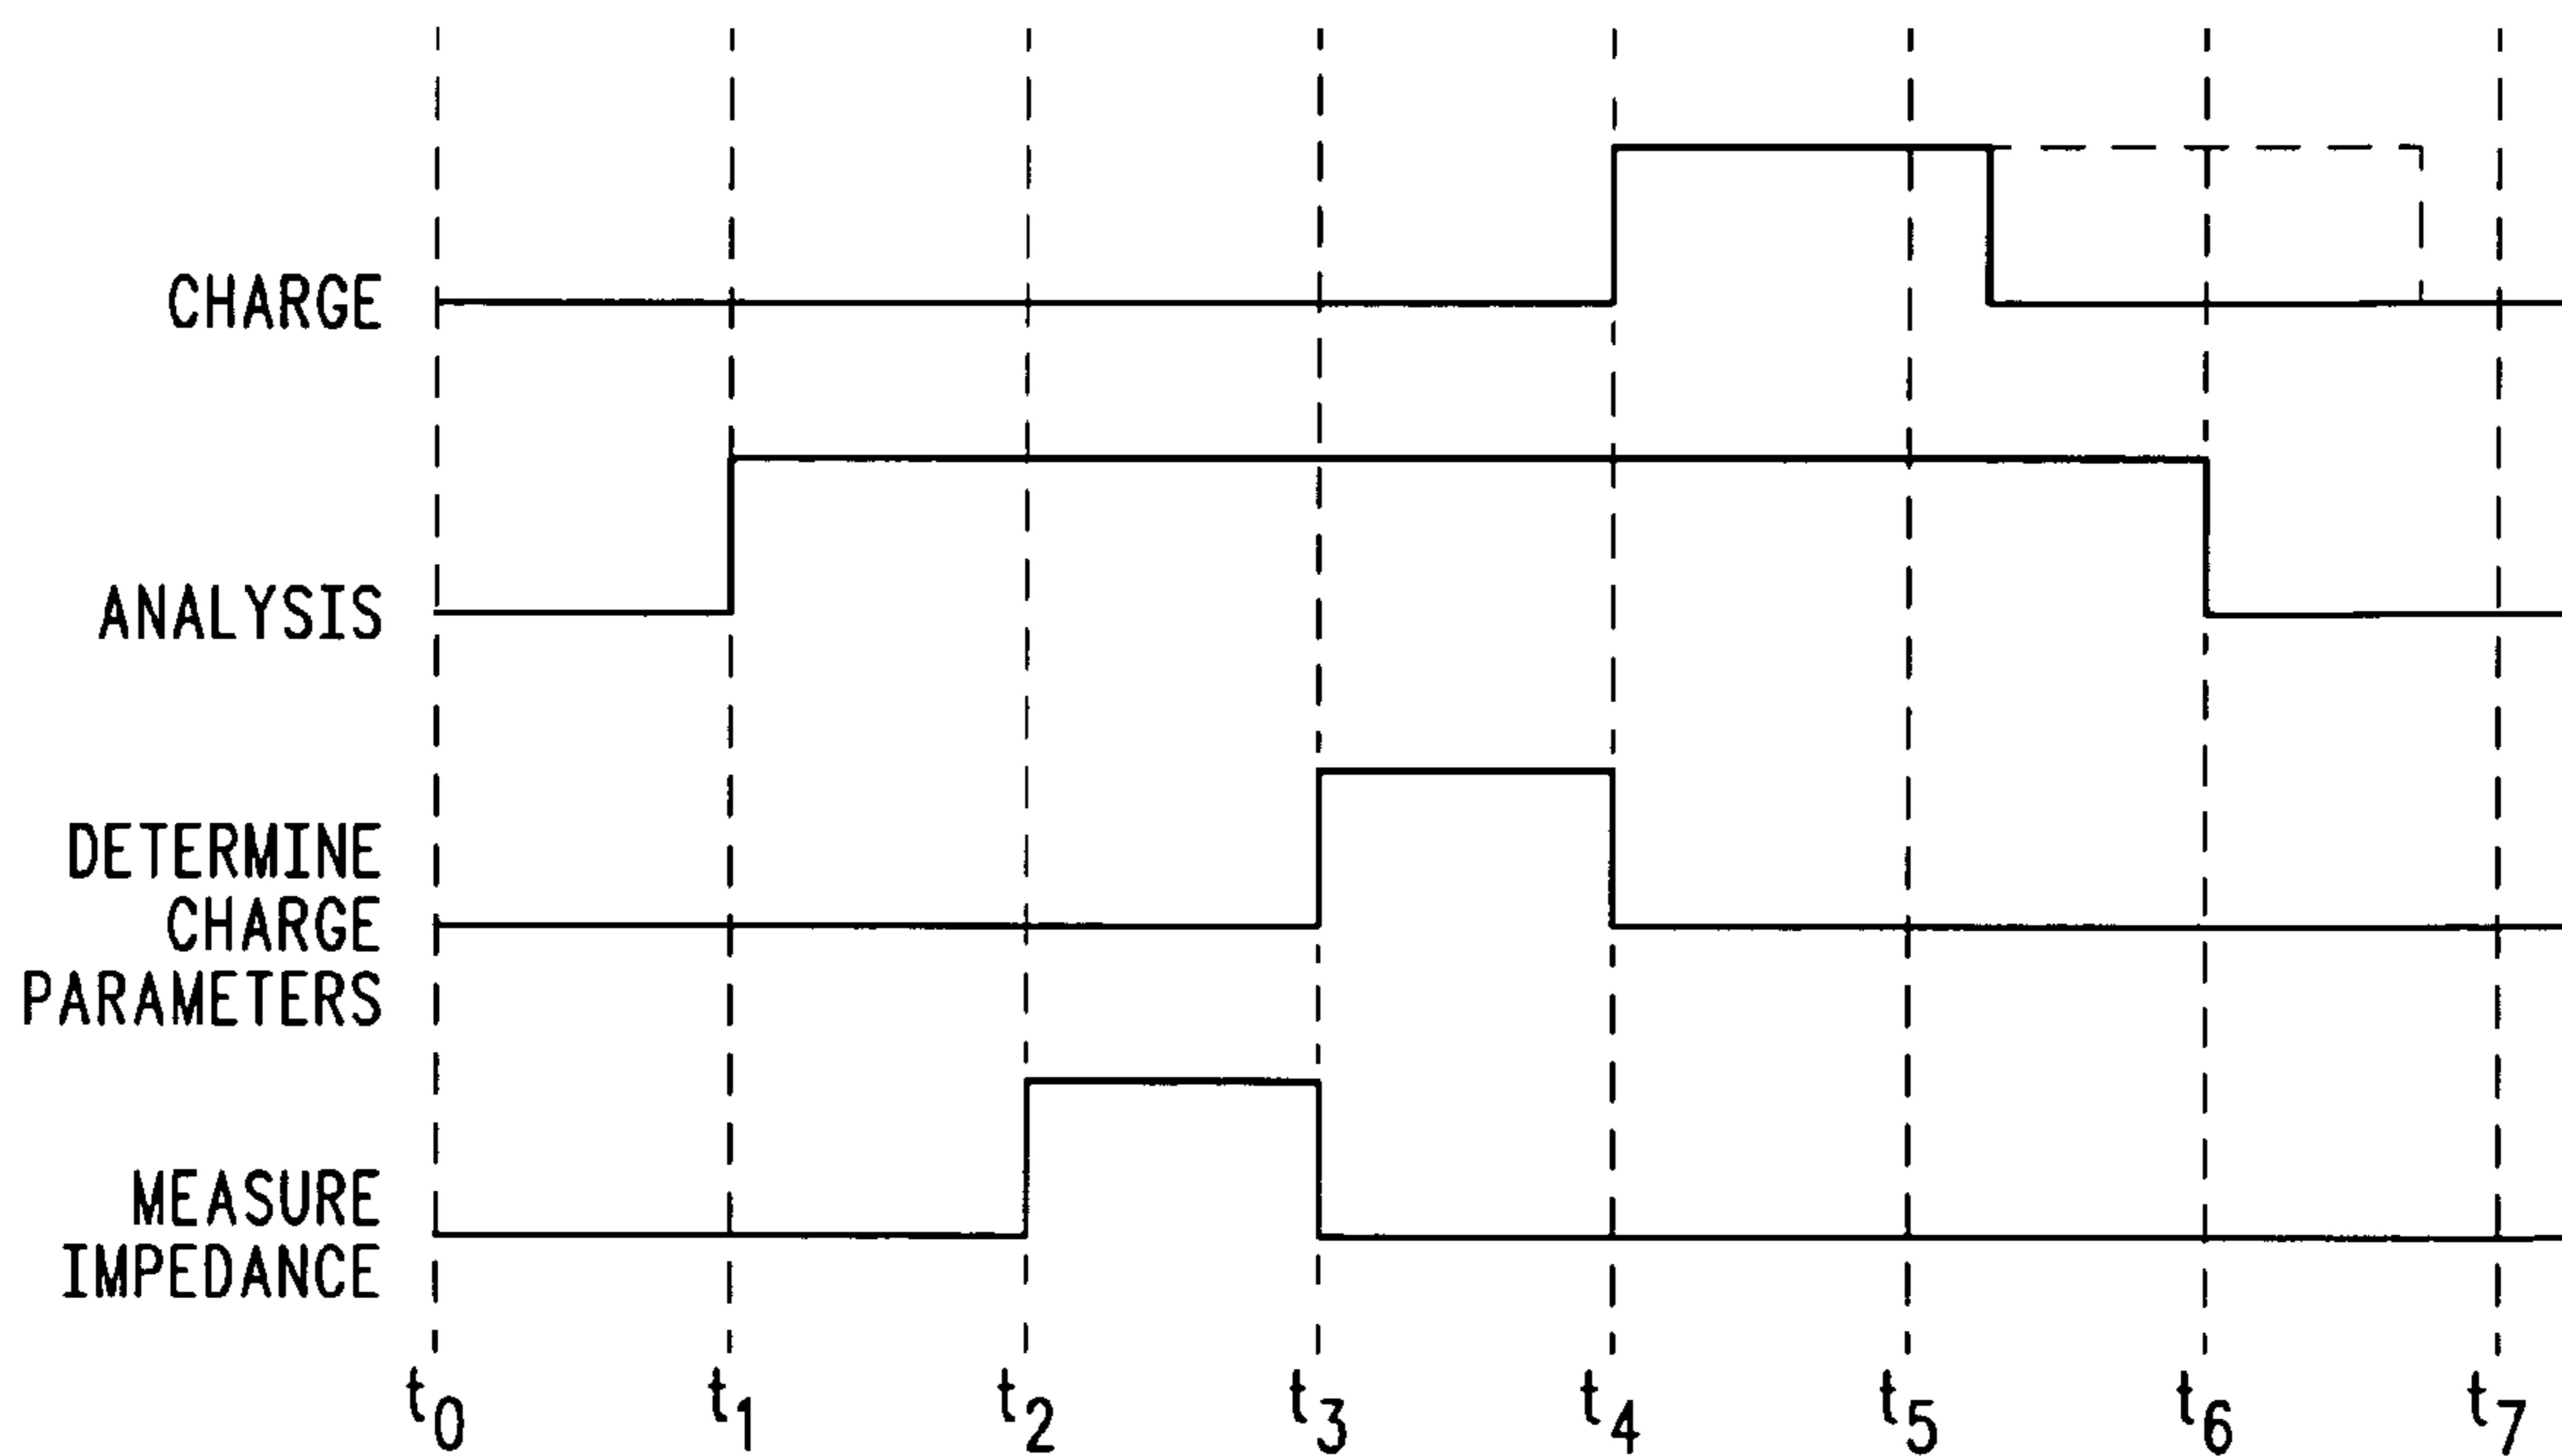 CHARGE
ANALYSIS
DETERMINE
CHARGE
PARAMETERS
MEASURE
IMPEDANCE
t0 t1 t2 t3 t4 t5 t6 t7